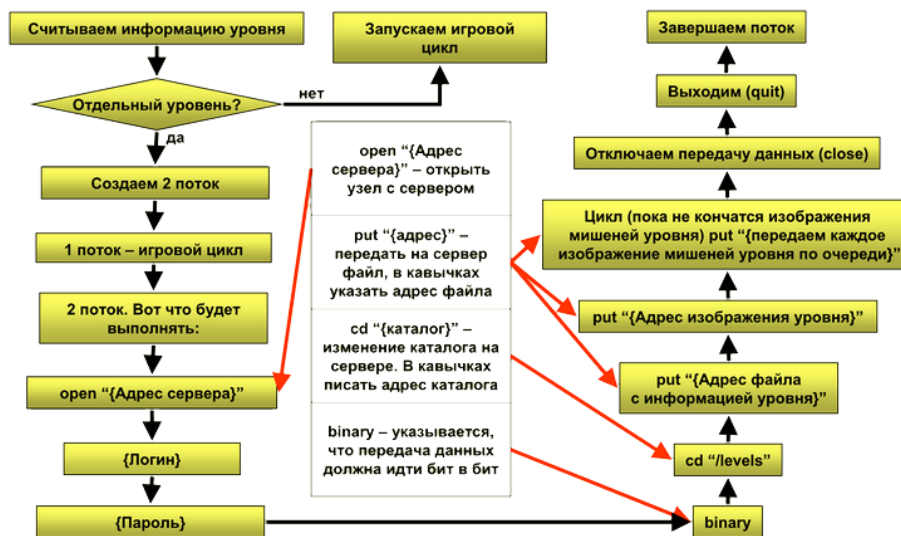 Считываем информацию уровня
Отдельный уровень?
нет
да
Запускаем игровой
цикл
Создаем 2 поток
1 поток – игровой цикл
2 поток. Вот что будет
выполнять:
open “{Адрес сервера}”
{Логин}
{Пароль}
open “{Адрес
сервера}” – открыть
узел с сервером
put “{адрес}” –
передать на сервер
файл, в кавычках
указать адрес файла
cd “{каталог}” –
изменение каталога на
сервере. В кавычках
писать адрес каталога
binary – указывается,
что передача данных
должна идти бит в бит
Завершаем поток
Выходим (quit)
Отключаем передачу данных (close)
Цикл (пока не кончатся изображения
мишеней уровня) put “{передаем каждое
изображение мишеней уровня по очереди}”
put “{Адрес изображения уровня}”
put “{Адрес файла
с информацией уровня}”
cd “/levels”
binary